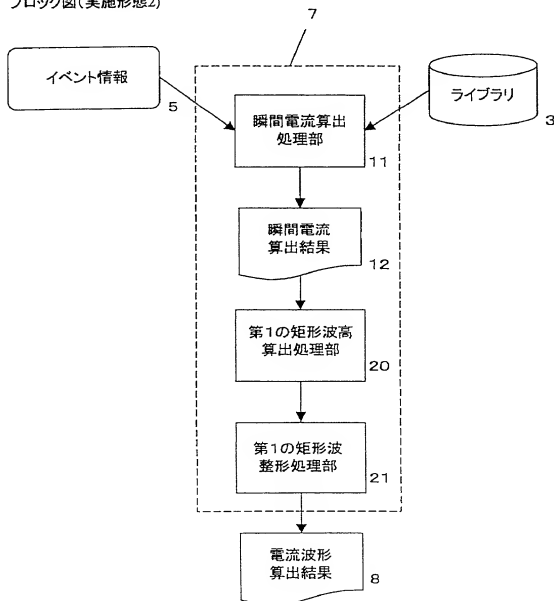 ブロック図(実施形態2)
7
イベント情報
5
ライブラリ
3
瞬間電流算出
処理部
11
瞬間電流
算出結果
12
第1の矩形波高
算出処理部
20
第1の矩形波
整形処理部
21
電流波形
算出結果
8